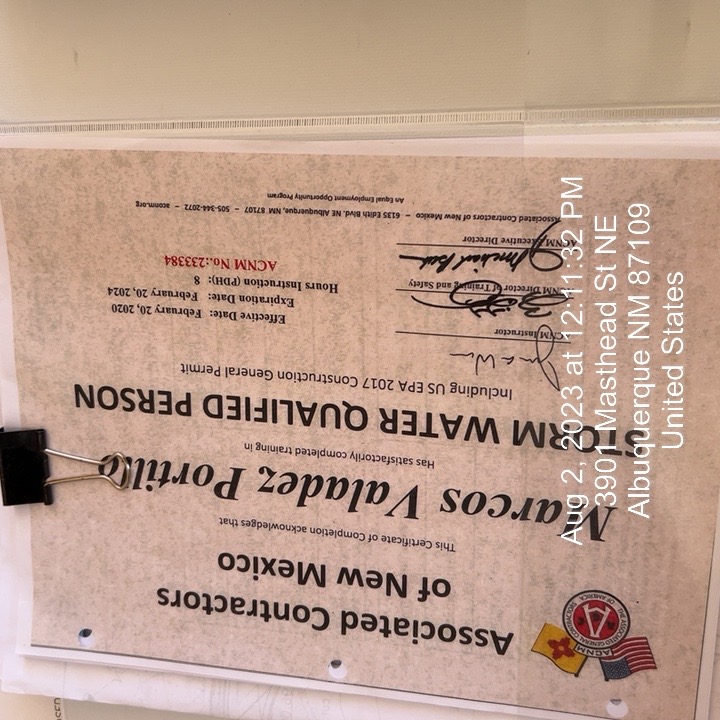 Associated Contractors
of New Mexico
This Certificate of Completion acknowledges that
Marcos Valadez Portillo
Has satisfactorily completed training in
STORM WATER QUALIFIED PERSON
Including US EPA 2017 Construction General Permit
ACNM Instructor
ACNM Director of Training and Safety
ACNM Executive Director
Effective Date: February 20, 2020
Expiration Date: February 20, 2024
Hours Instruction (PDH): 8
ACNM No.:233384
Associated Contractors of New Mexico – 6135 Edith Blvd. NE Albuquerque, NM 87107 – 505-344-2072 – aconm.org
An Equal Employment Opportunity Program
ACNM
Aug 2, 2023 at 12:11:32 PM
3901 Masthead St NE
Albuquerque NM 87109
United States